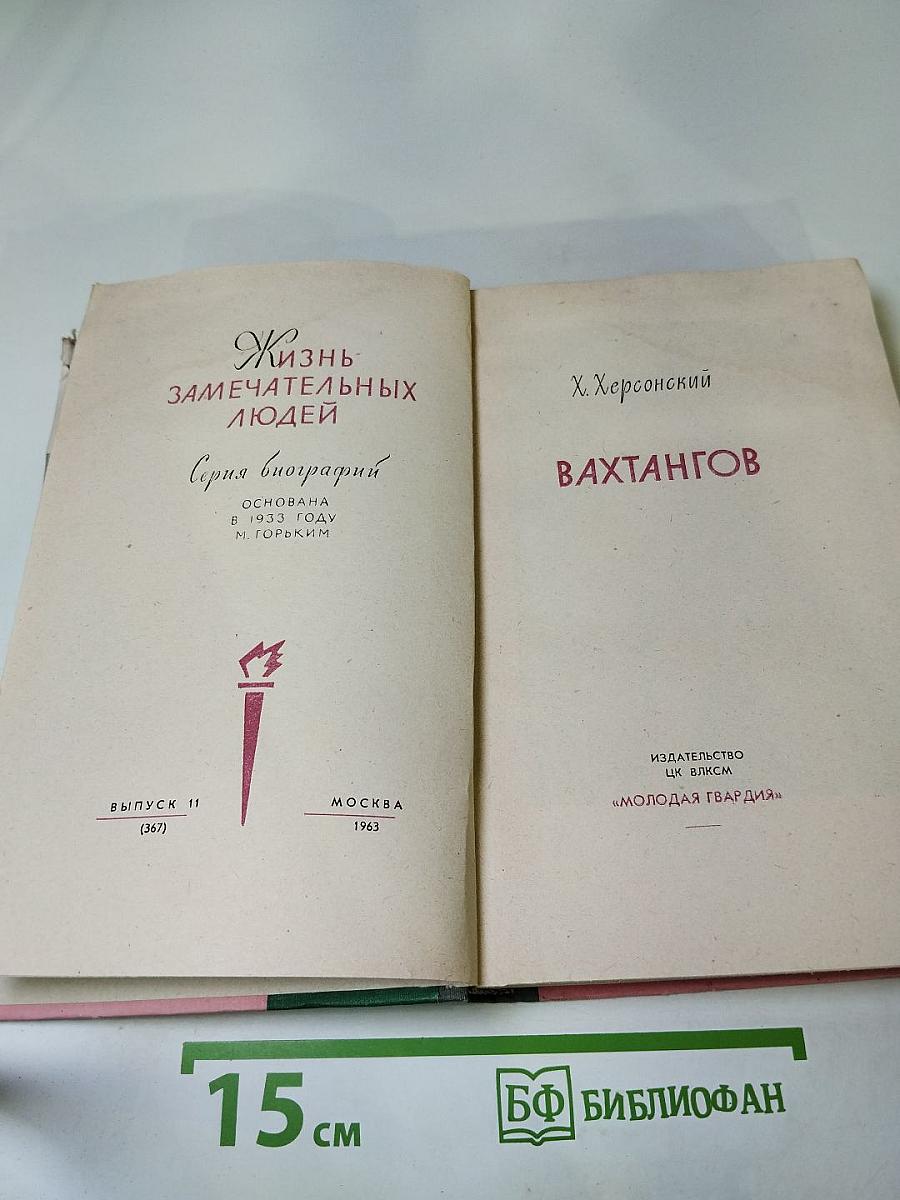 Жизнь
ЗАМЕЧАТЕЛЬНЫХ
ЛЮДЕЙ
Серия биографий
ОСНОВАНА
В 1933 ГОДУ
М. ГОРЬКИМ
ВЫПУСК 11
(367)
МОСКВА
1963
Х. Херсонский
ВАХТАНГОВ
ИЗДАТЕЛЬСТВО
ЦК ВЛКСМ
«МОЛОДАЯ ГВАРДИЯ»
15 см
БФ БИБЛИОФАН